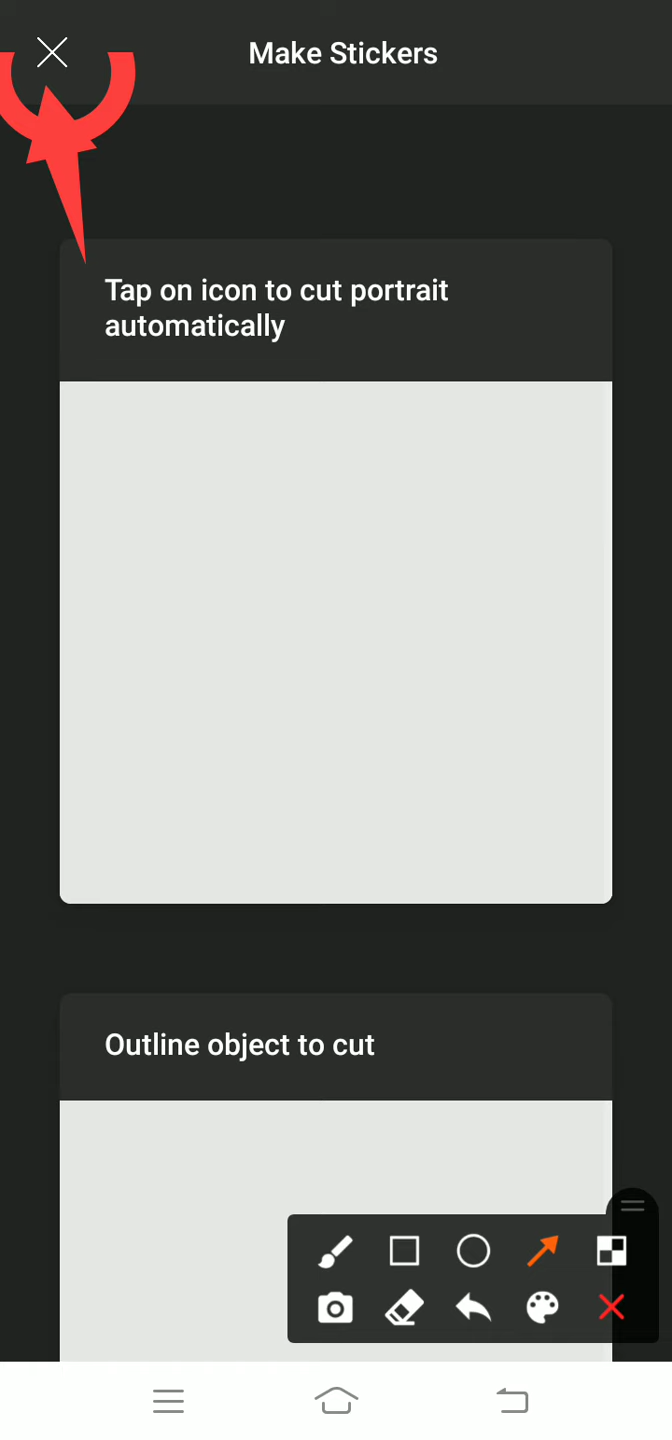 Make Stickers
Tap on icon to cut portrait
automatically
Outline object to cut